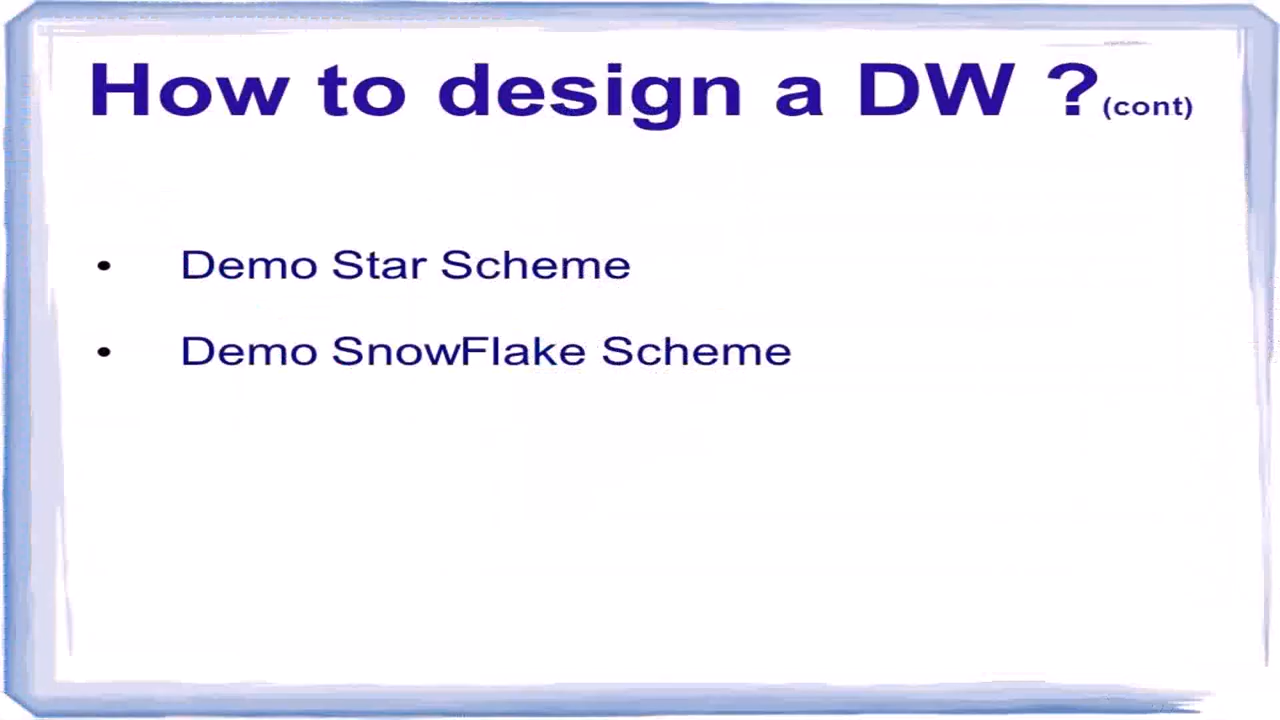 How to design a DW ?(cont)
• Demo Star Scheme
• Demo SnowFlake Scheme